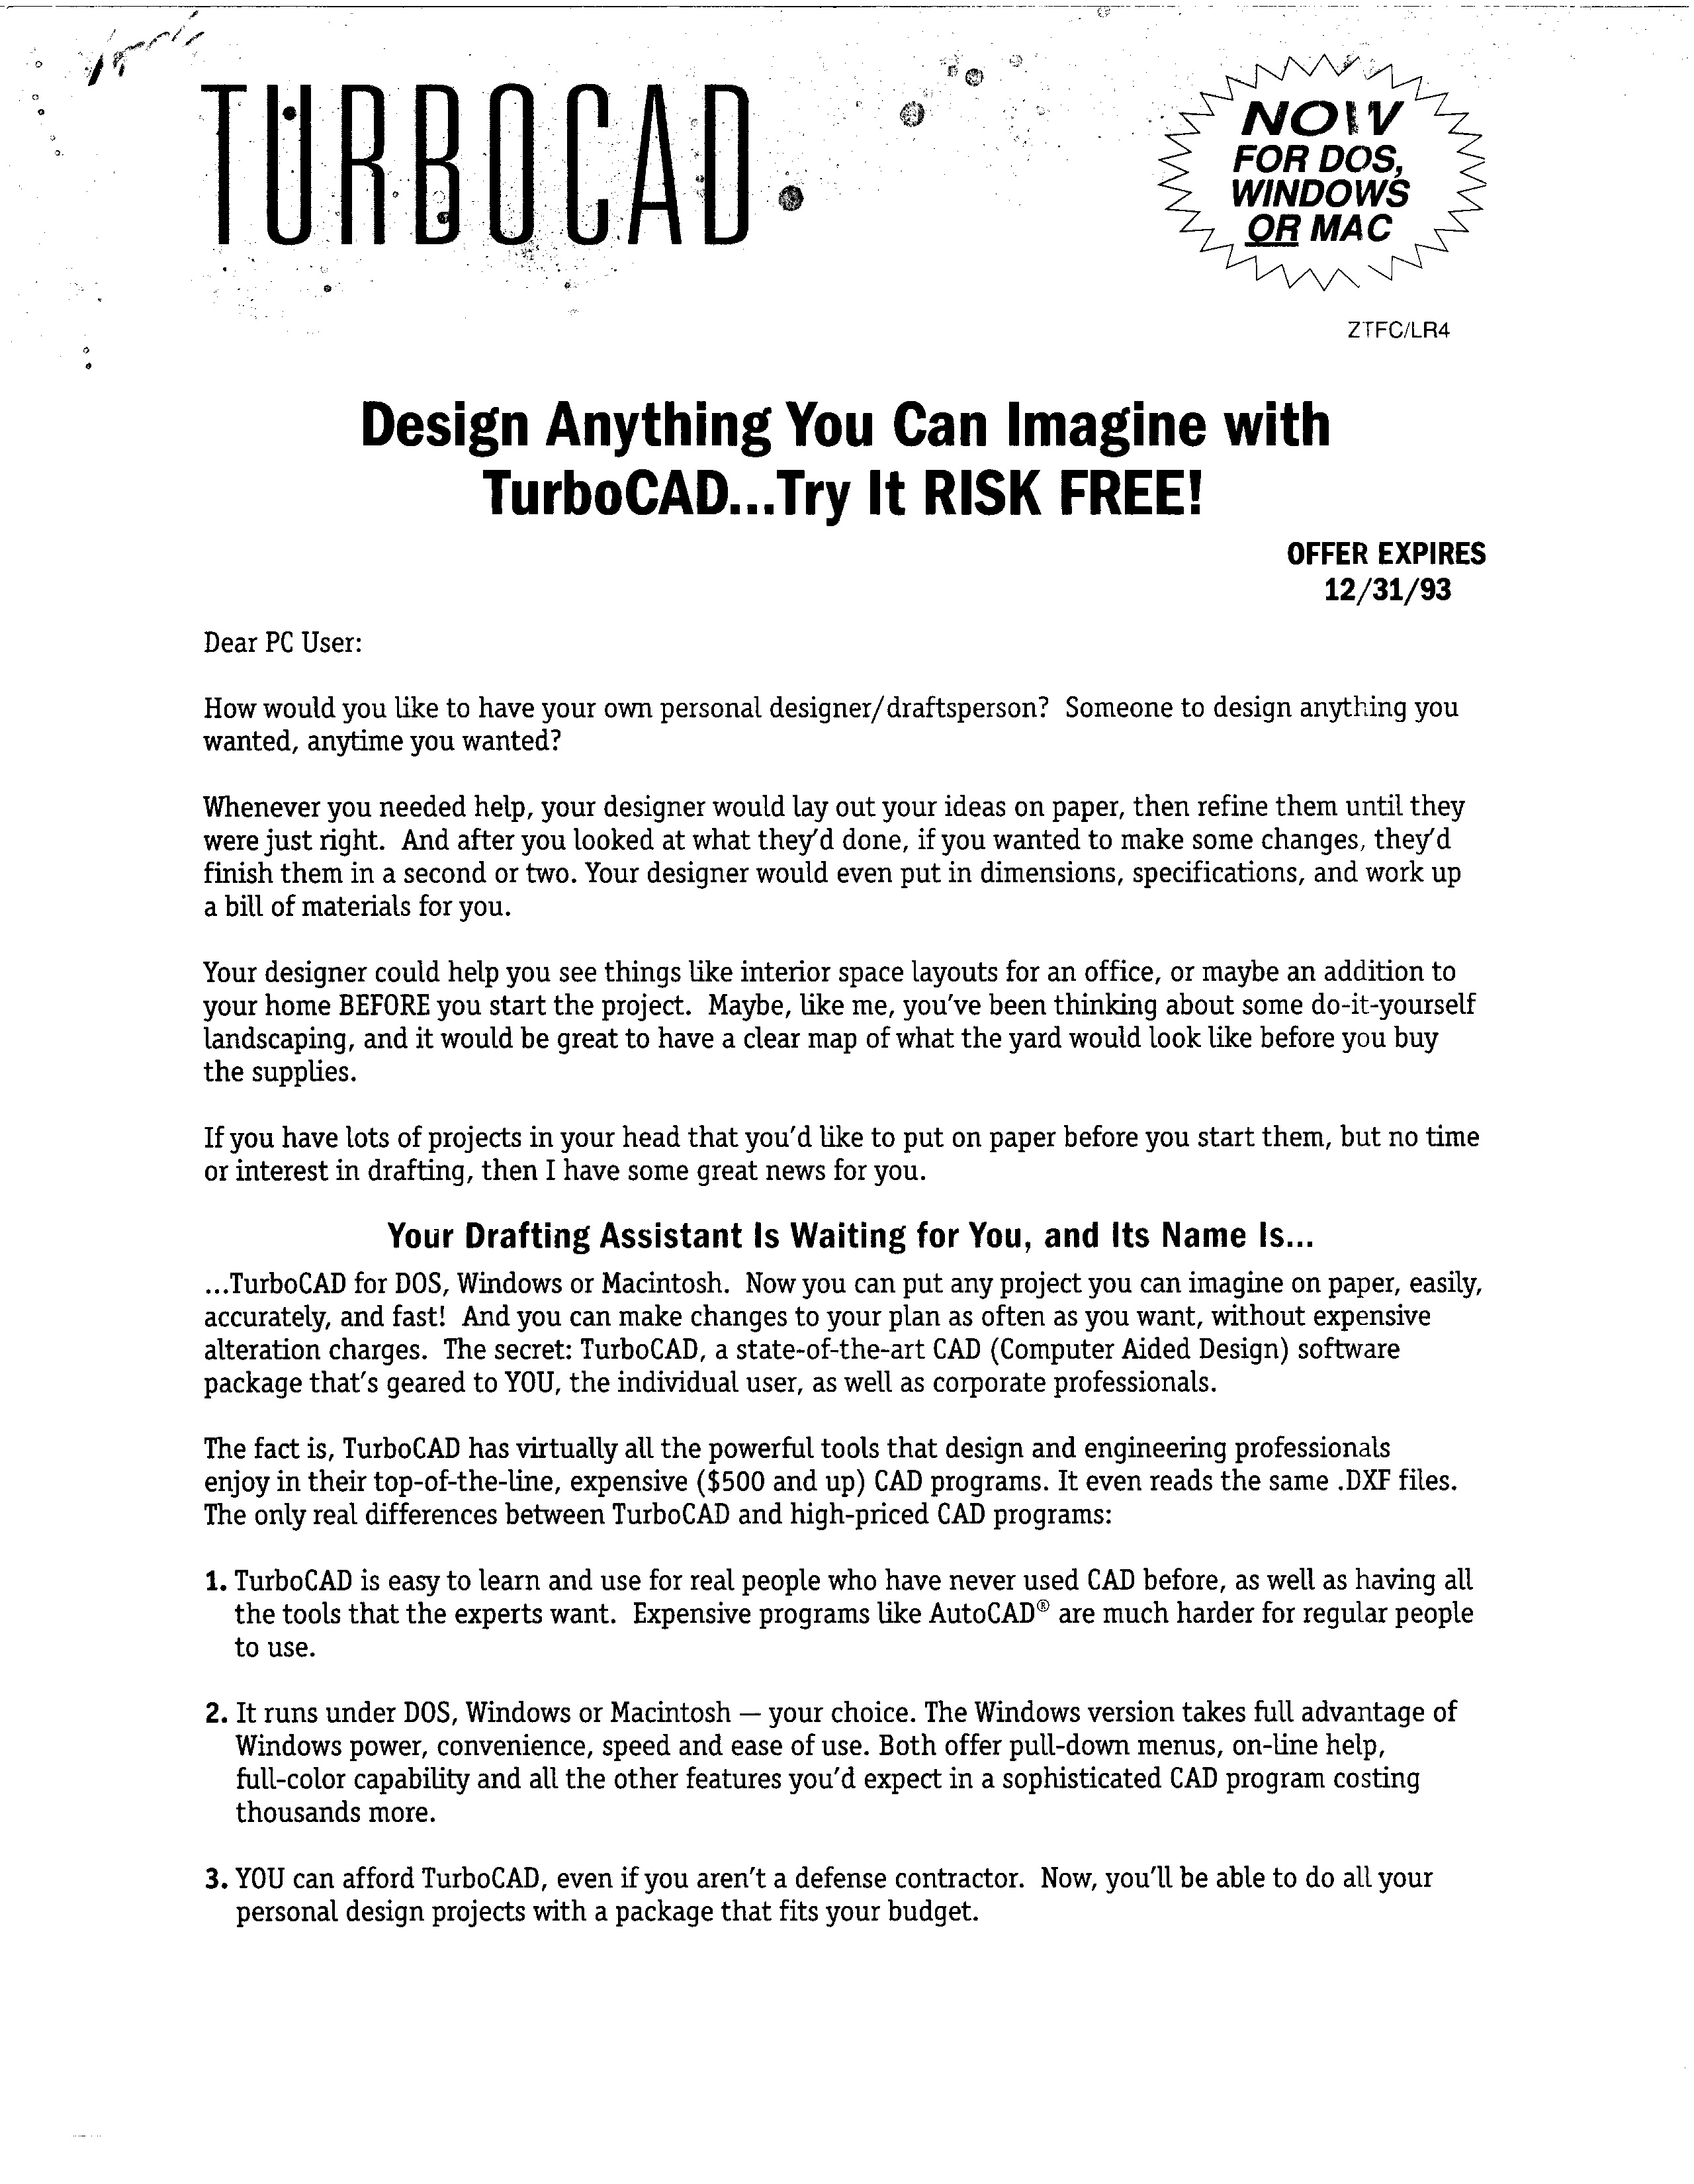 TURBOCAD
NOW
FOR DOS,
WINDOWS
OR MAC
ZTFC/LR4
Design Anything You Can Imagine with
TurboCAD...Try It RISK FREE!
OFFER EXPIRES
12/31/93
Dear PC User:
How would you like to have your own personal designer/draftsperson?  Someone to design anything you
wanted, anytime you wanted?
Whenever you needed help, your designer would lay out your ideas on paper, then refine them until they
were just right.  And after you looked at what they'd done, if you wanted to make some changes, they'd
finish them in a second or two. Your designer would even put in dimensions, specifications, and work up
a bill of materials for you.
Your designer could help you see things like interior space layouts for an office, or maybe an addition to
your home BEFORE you start the project.  Maybe, like me, you've been thinking about some do-it-yourself
landscaping, and it would be great to have a clear map of what the yard would look like before you buy
the supplies.
If you have lots of projects in your head that you'd like to put on paper before you start them, but no time
or interest in drafting, then I have some great news for you.
Your Drafting Assistant Is Waiting for You, and Its Name Is...
...TurboCAD for DOS, Windows or Macintosh.  Now you can put any project you can imagine on paper, easily,
accurately, and fast!  And you can make changes to your plan as often as you want, without expensive
alteration charges.  The secret: TurboCAD, a state-of-the-art CAD (Computer Aided Design) software
package that's geared to YOU, the individual user, as well as corporate professionals.
The fact is, TurboCAD has virtually all the powerful tools that design and engineering professionals
enjoy in their top-of-the-line, expensive ($500 and up) CAD programs. It even reads the same .DXF files.
The only real differences between TurboCAD and high-priced CAD programs:
1. TurboCAD is easy to learn and use for real people who have never used CAD before, as well as having all
the tools that the experts want.  Expensive programs like AutoCAD® are much harder for regular people
to use.
2. It runs under DOS, Windows or Macintosh — your choice. The Windows version takes full advantage of
Windows power, convenience, speed and ease of use. Both offer pull-down menus, on-line help,
full-color capability and all the other features you'd expect in a sophisticated CAD program costing
thousands more.
3. YOU can afford TurboCAD, even if you aren't a defense contractor.  Now, you'll be able to do all your
personal design projects with a package that fits your budget.